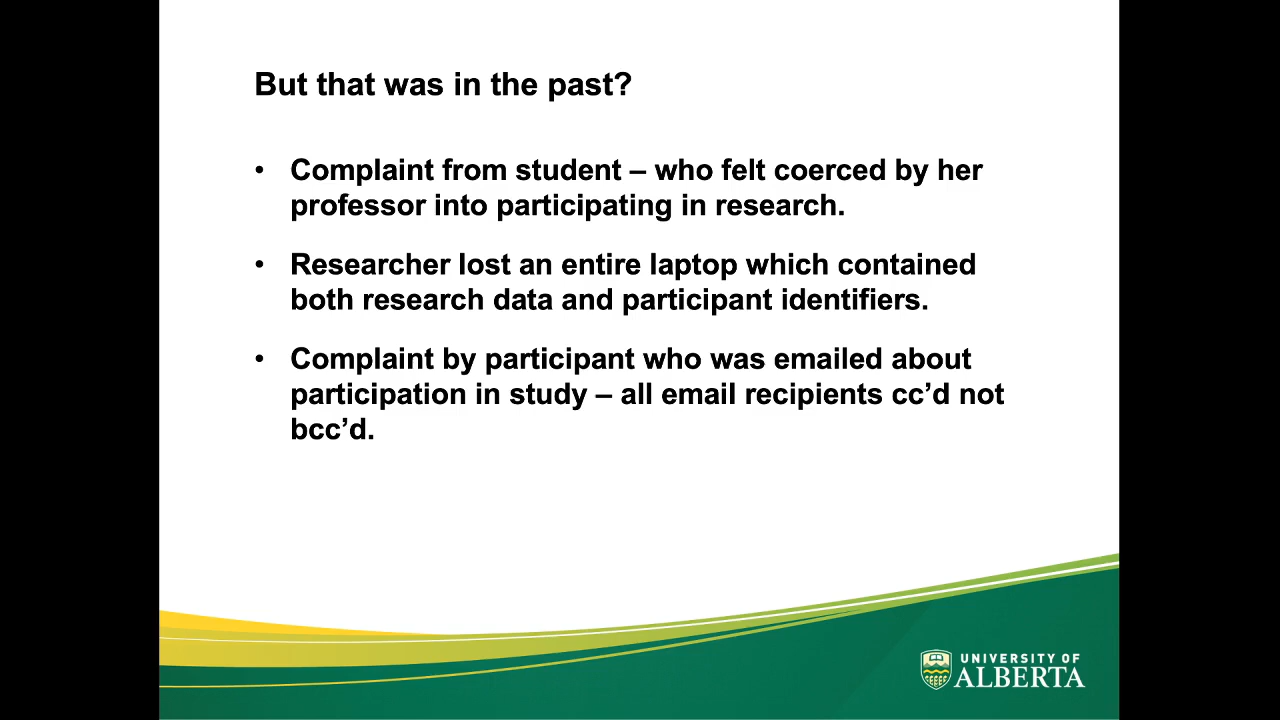 But that was in the past?
• Complaint from student – who felt coerced by her
professor into participating in research.
• Researcher lost an entire laptop which contained
both research data and participant identifiers.
• Complaint by participant who was emailed about
participation in study – all email recipients cc’d not
bcc’d.
UNIVERSITY OF
ALBERTA